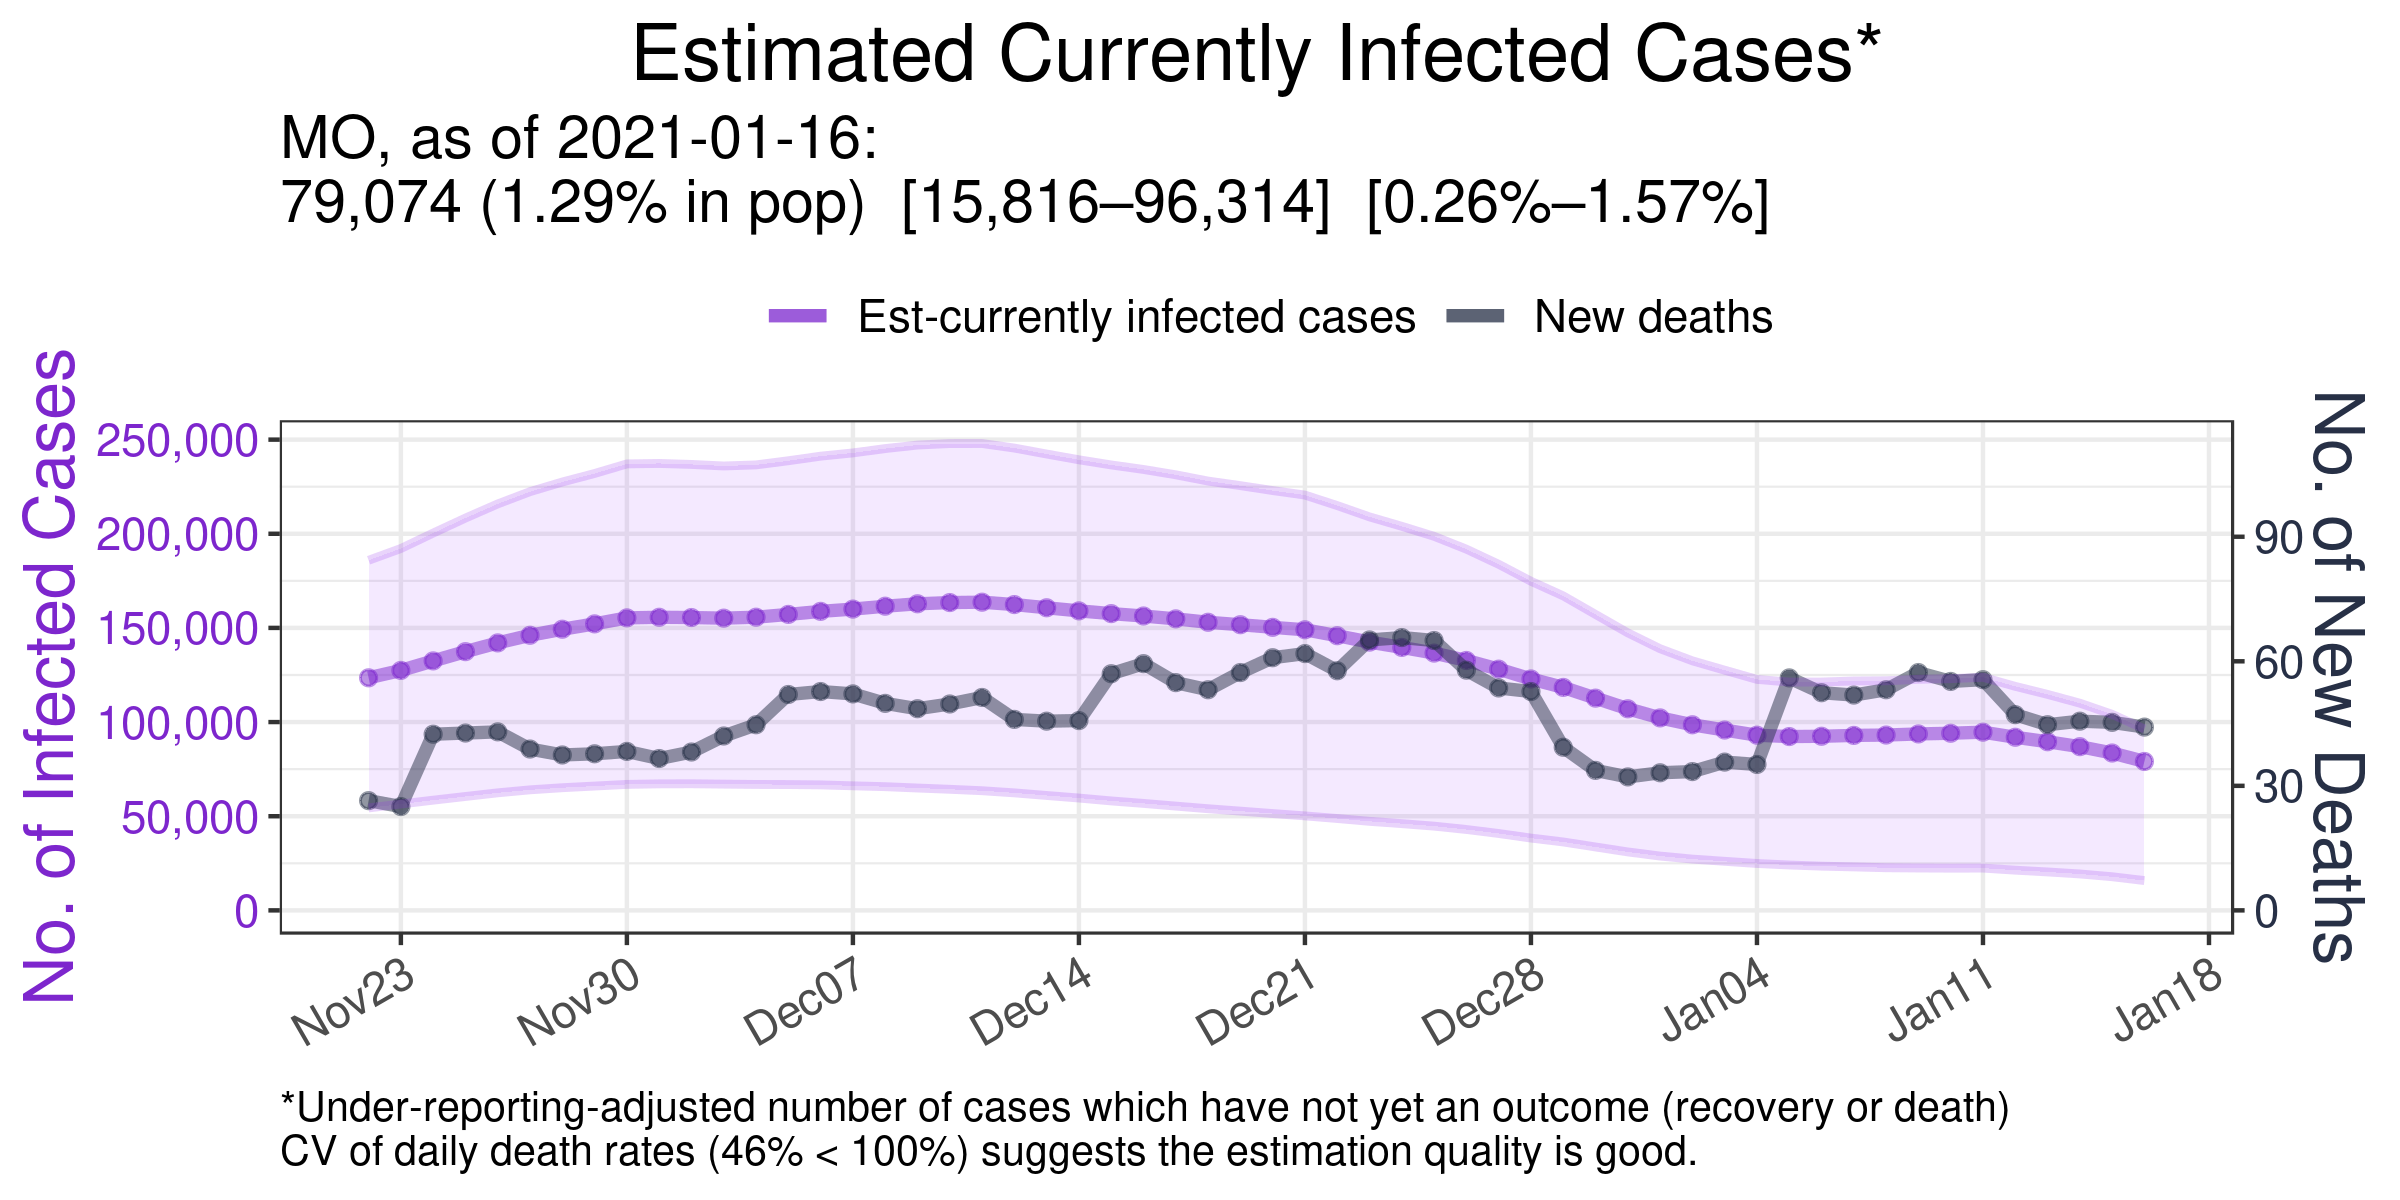 Estimated Currently Infected Cases*
MO, as of 2021-01-16:
79,074 (1.29% in pop)  [15,816–96,314]  [0.26%–1.57%]
Est-currently infected cases
New deaths
No. of Infected Cases
250,000
200,000
150,000
100,000
50,000
0
No. of New Deaths
90
60
30
0
Nov23
Nov30
Dec07
Dec14
Dec21
Dec28
Jan04
Jan11
Jan18
*Under-reporting-adjusted number of cases which have not yet an outcome (recovery or death)
CV of daily death rates (46% < 100%) suggests the estimation quality is good.